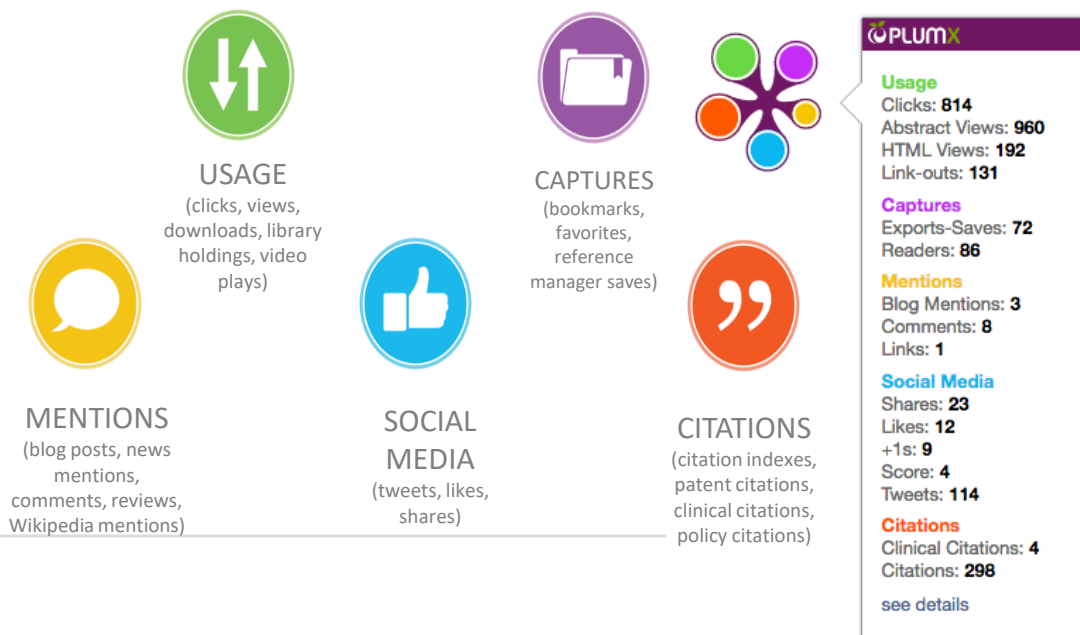 USAGE
(clicks, views,
downloads, library
holdings, video
plays)
CAPTURES
(bookmarks,
favorites,
reference
manager saves)
MENTIONS
(blog posts, news
mentions,
comments, reviews,
Wikipedia mentions)
SOCIAL
MEDIA
(tweets, likes,
shares)
CITATIONS
(citation indexes,
patent citations,
clinical citations,
policy citations)
PLUMX
Usage
Clicks: 814
Abstract Views: 960
HTML Views: 192
Link-outs: 131
Captures
Exports-Saves: 72
Readers: 86
Mentions
Blog Mentions: 3
Comments: 8
Links: 1
Social Media
Shares: 23
Likes: 12
+1s: 9
Score: 4
Tweets: 114
Citations
Clinical Citations: 4
Citations: 298
see details